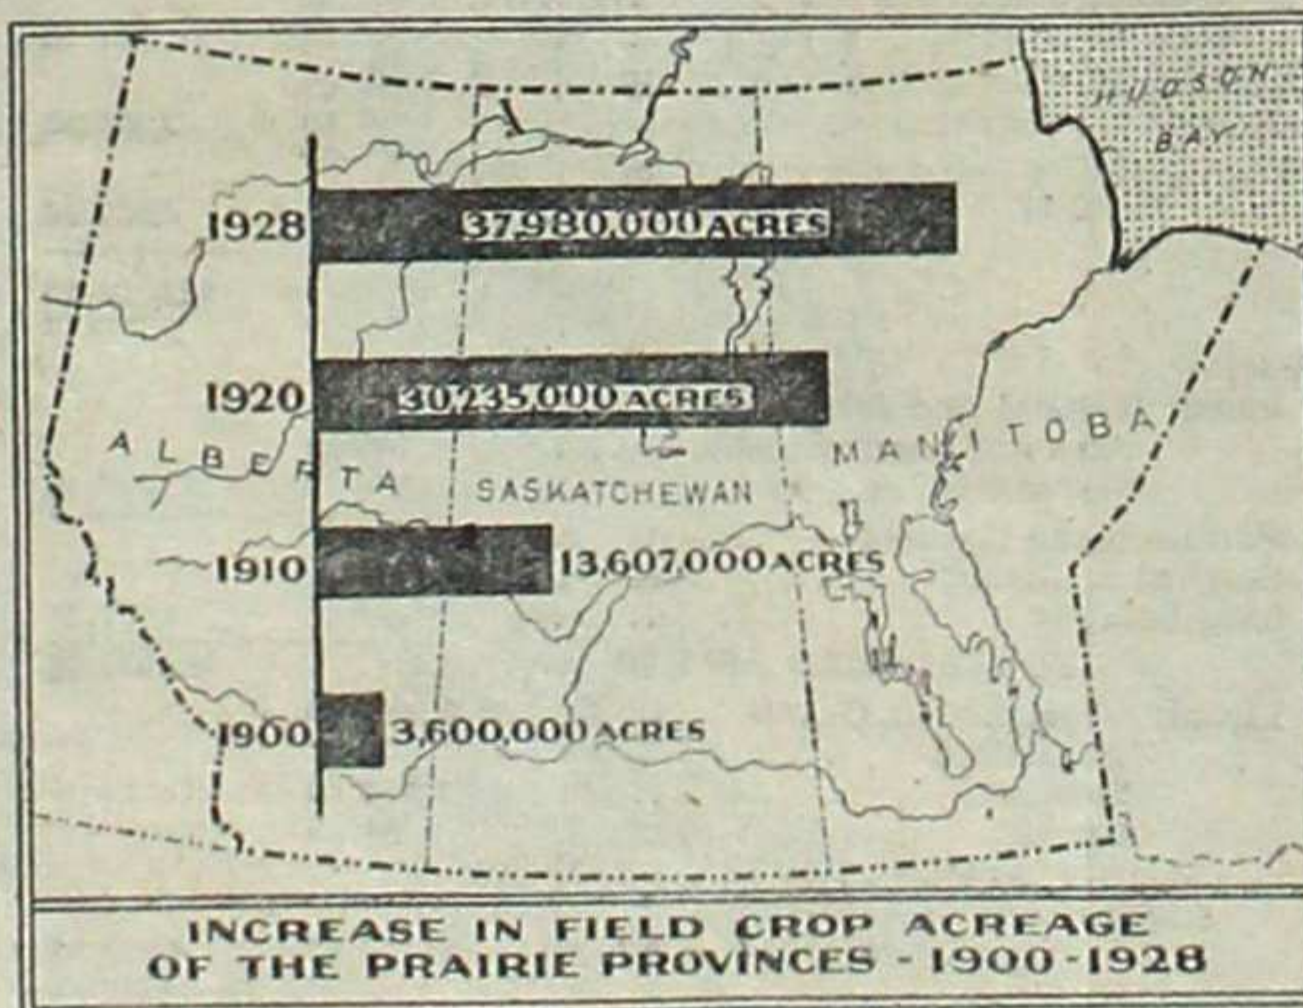 HUDSON
BAY
1928
37,980,000 ACRES
1920
30,235,000 ACRES
ALBERTA
SASKATCHEWAN
MANITOBA
1910
13,607,000 ACRES
1900
3,600,000 ACRES
INCREASE IN FIELD CROP ACREAGE
OF THE PRAIRIE PROVINCES - 1900-1928